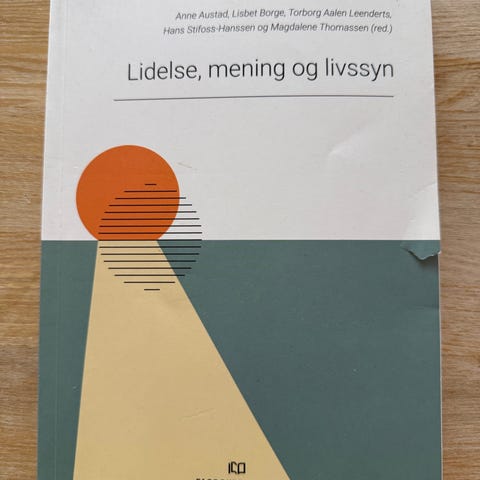 Anne Austad, Lisbet Borge, Torborg Aalen Leenderts,
Hans Stifoss-Hanssen og Magdalene Thomassen (red.)
Lidelse, mening og livssyn